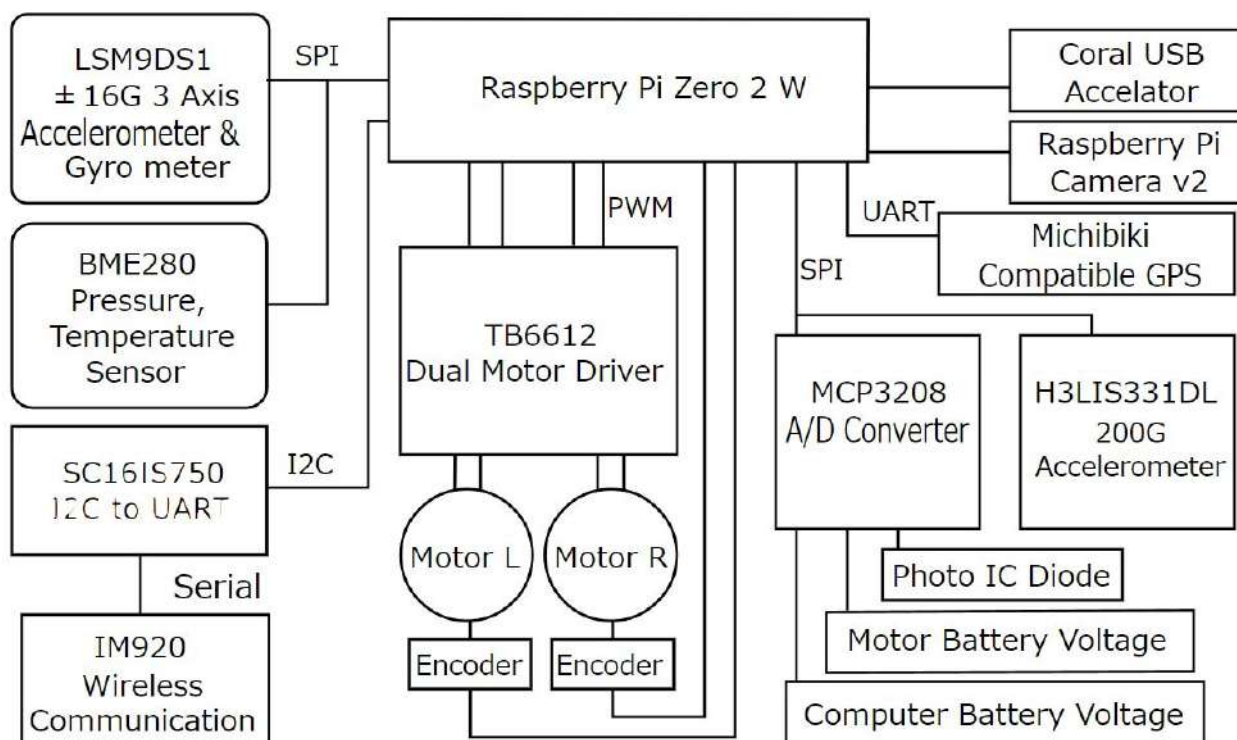 LSM9DS1
± 16G 3 Axis
Accelerometer &
Gyro meter
SPI
Raspberry Pi Zero 2 W
Coral USB
Accelator
Raspberry Pi
Camera v2
UART
Michibiki
Compatible GPS
BME280
Pressure,
Temperature
Sensor
PWM
SPI
TB6612
Dual Motor Driver
MCP3208
A/D Converter
H3LIS331DL
200G
Accelerometer
SC16IS750
I2C to UART
I2C
Motor L
Motor R
Photo IC Diode
Serial
Motor Battery Voltage
Encoder
Encoder
IM920
Wireless
Communication
Computer Battery Voltage